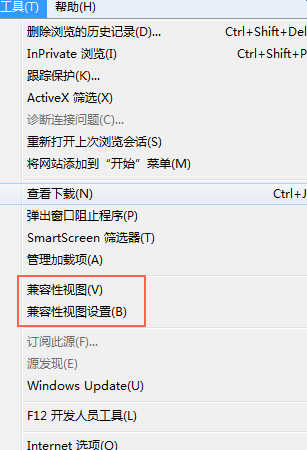 工具(T) 帮助(H)
删除浏览的历史记录(D)... Ctrl+Shift+Del
InPrivate 浏览(I) Ctrl+Shift+P
跟踪保护(K)...
ActiveX 筛选(X)
诊断连接问题(C)...
重新打开上次浏览会话(S)
将网站添加到“开始”菜单(M)
查看下载(N) Ctrl+J
弹出窗口阻止程序(P)
SmartScreen 筛选器(T)
管理加载项(A)
兼容性视图(V)
兼容性视图设置(B)
订阅此源(F)...
源发现(E)
Windows Update(U)
F12 开发人员工具(L)
Internet 选项(O)